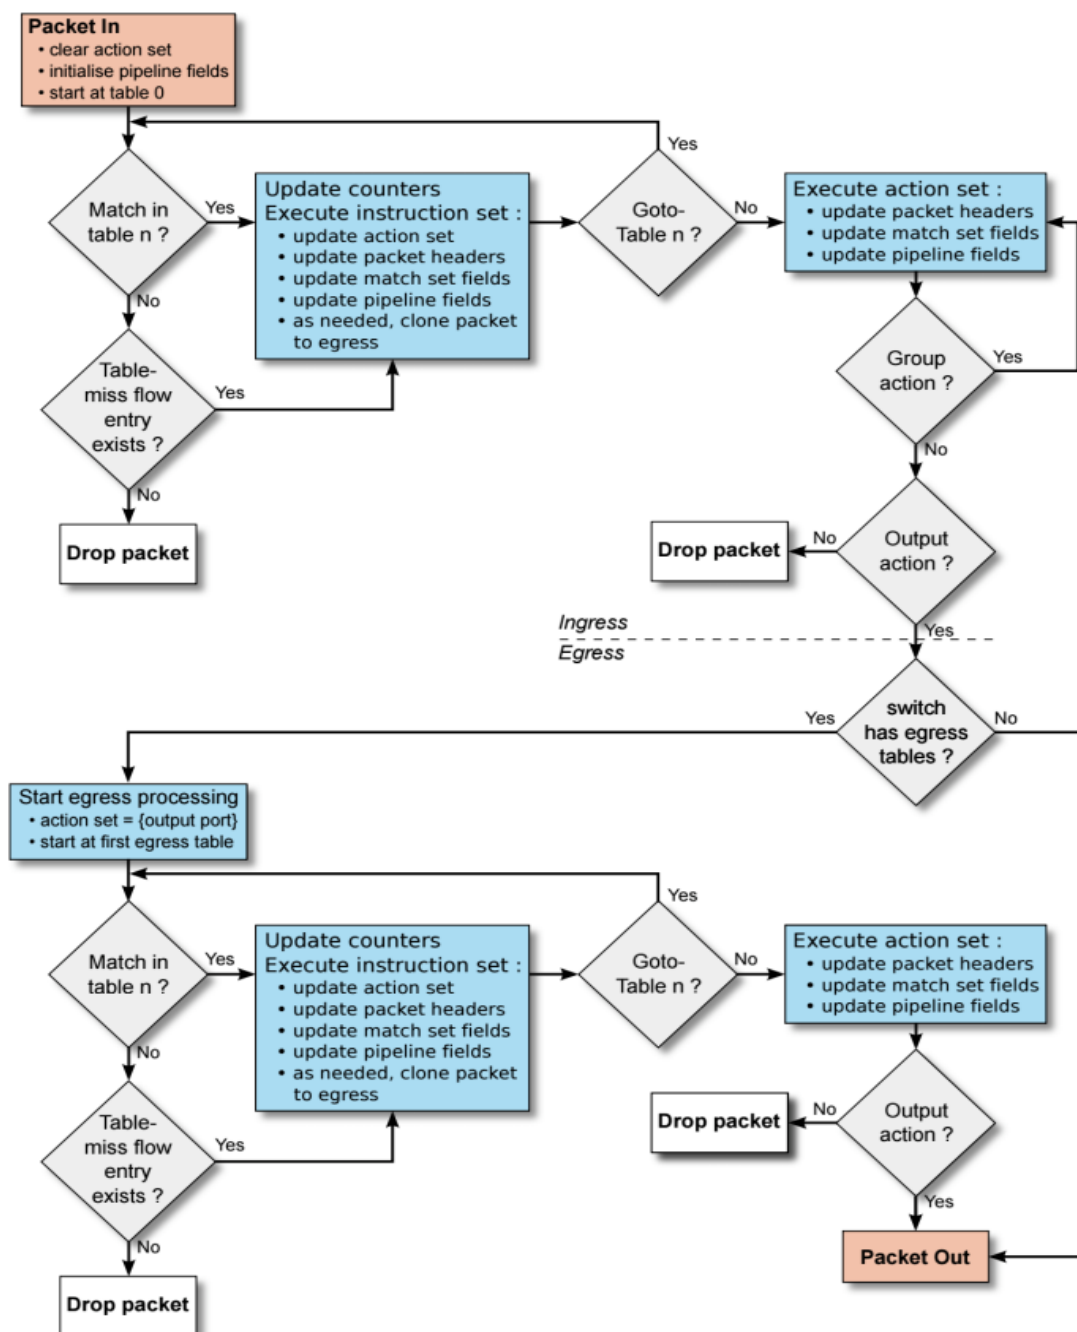 Packet In
• clear action set
• initialise pipeline fields
• start at table 0
Yes
Match in
table n ?
Yes
Update counters
Execute instruction set :
• update action set
• update packet headers
• update match set fields
• update pipeline fields
• as needed, clone packet
to egress
Goto-
Table n ?
No
Execute action set :
• update packet headers
• update match set fields
• update pipeline fields
No
Table-
miss flow
entry
exists ?
Yes
Group
action ?
Yes
No
No
Drop packet
Output
action ?
No
Drop packet
Ingress
Yes
Egress
switch
has egress
tables ?
Yes
No
Start egress processing
• action set = {output port}
• start at first egress table
Yes
Match in
table n ?
Yes
Update counters
Execute instruction set :
• update action set
• update packet headers
• update match set fields
• update pipeline fields
• as needed, clone packet
to egress
Goto-
Table n ?
No
Execute action set :
• update packet headers
• update match set fields
• update pipeline fields
No
Table-
miss flow
entry
exists ?
Yes
Output
action ?
No
Drop packet
Yes
No
Drop packet
Packet Out